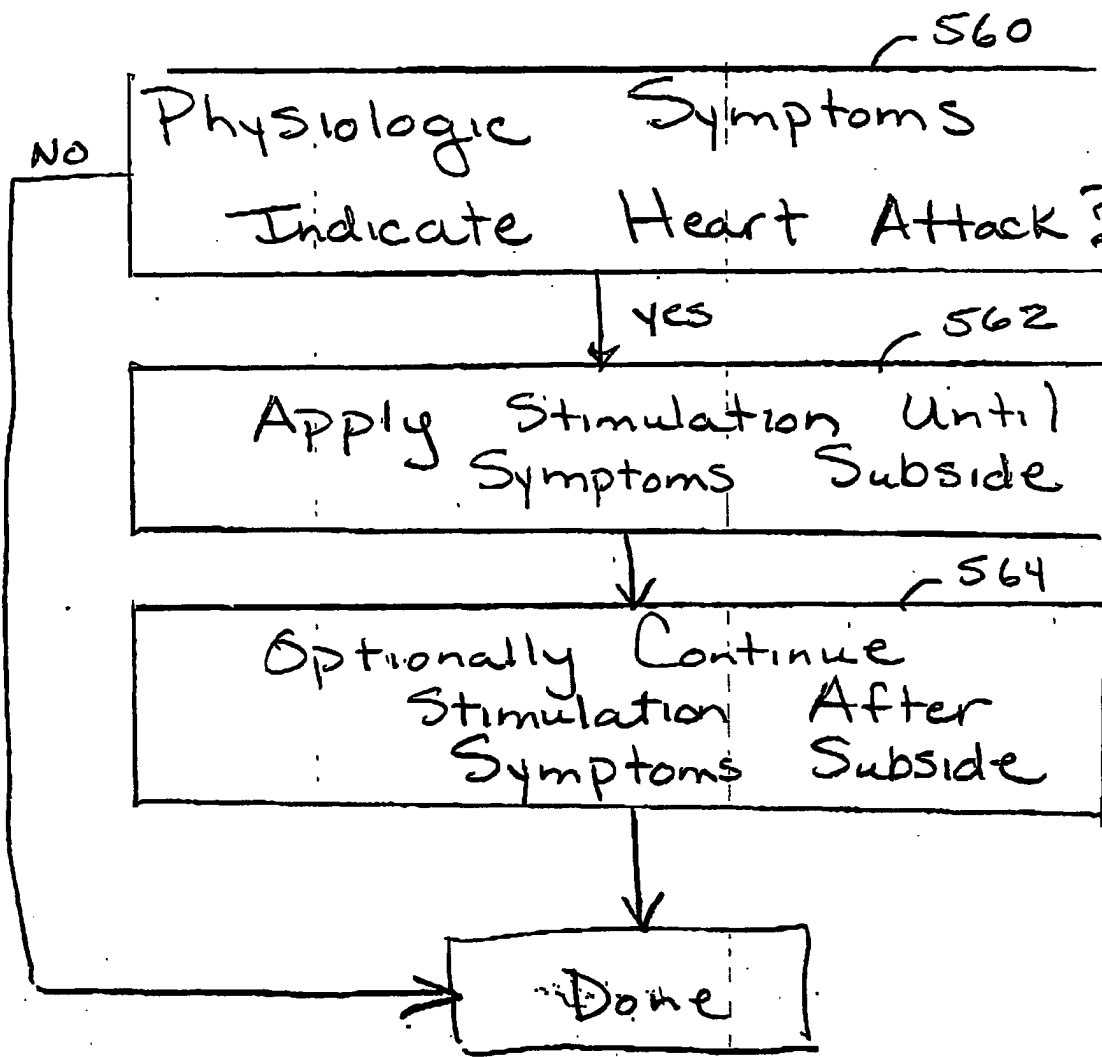 560
Physiologic Symptoms
Indicate Heart Attack?
NO
yes
562
Apply Stimulation Until
Symptoms Subside
564
Optionally Continue
Stimulation After
Symptoms Subside
Done